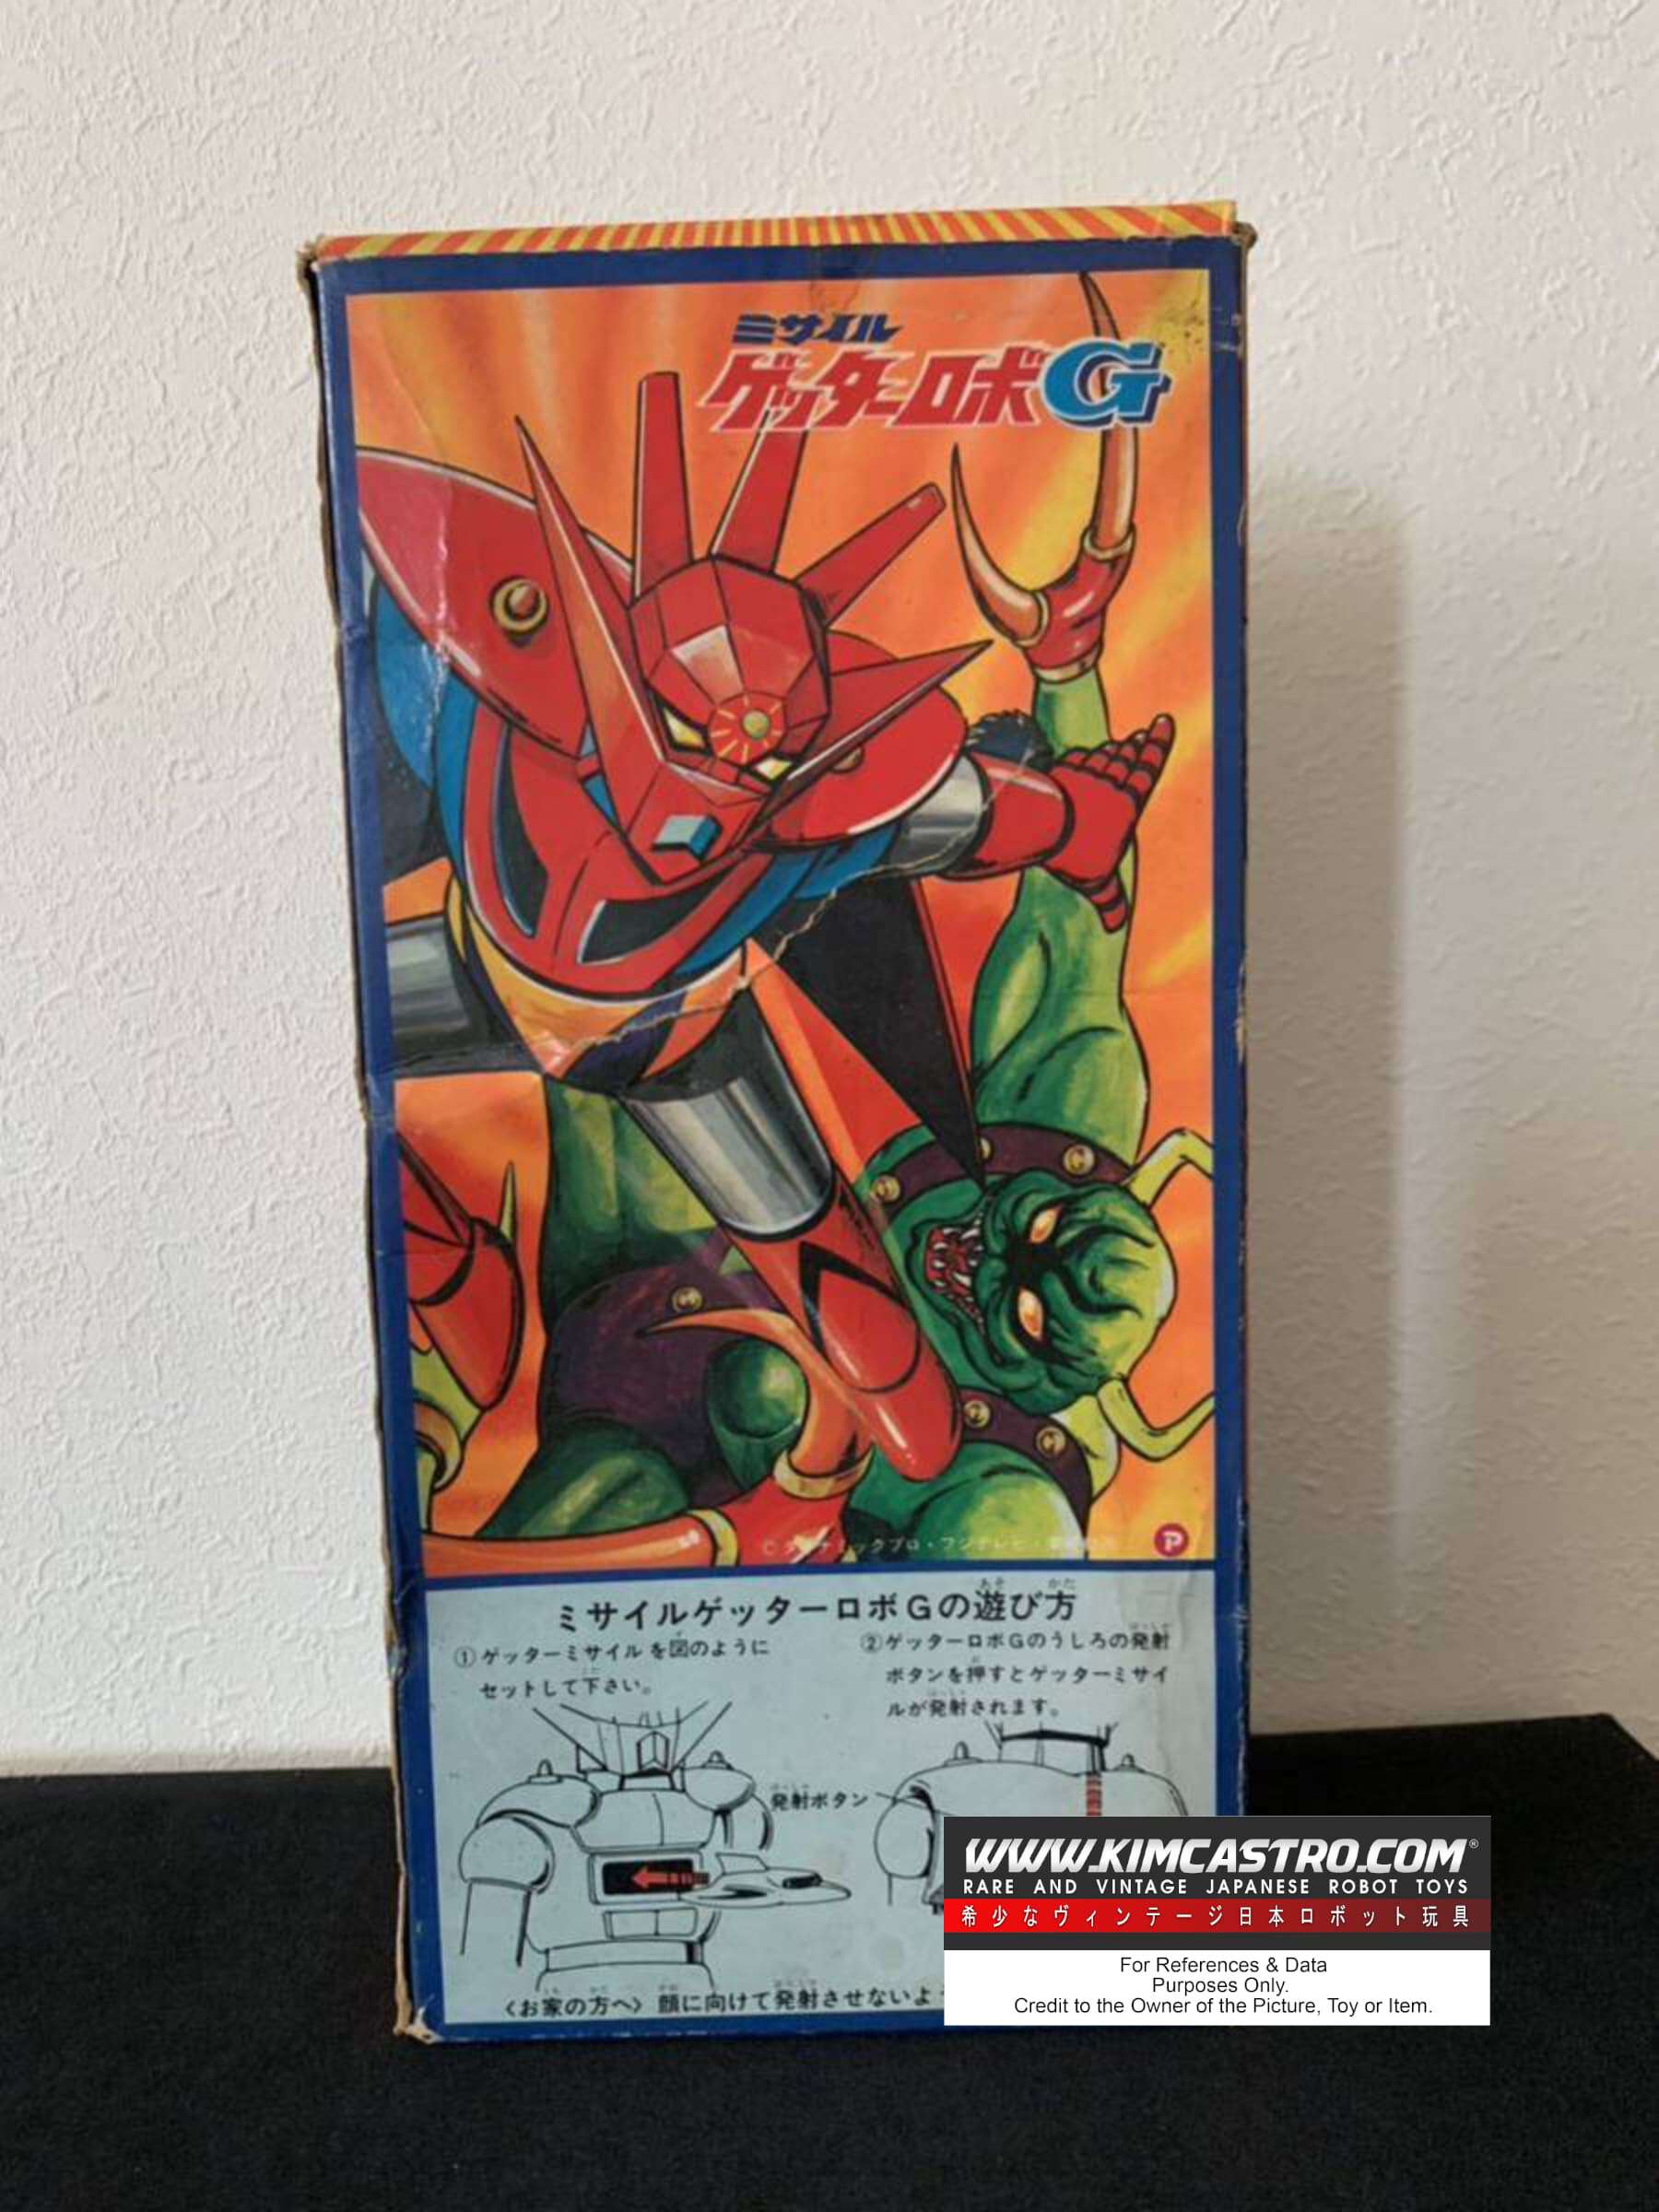 ミサイル
ゲッターロボG
P
ミサイルゲッターロボGの遊び方
あそ かた
①ゲッターミサイルを図のように
セットして下さい。
②ゲッターロボGのうしろの発射
ボタンを押すとゲッターミサイ
ルが発射されます。
発射ボタン
〈お家の方へ〉顔に向けて発射させないよ
WWW.KIMCASTRO.COM®
RARE AND VINTAGE JAPANESE ROBOT TOYS
希少なヴィンテージ日本ロボット玩具
For References & Data
Purposes Only.
Credit to the Owner of the Picture, Toy or Item.